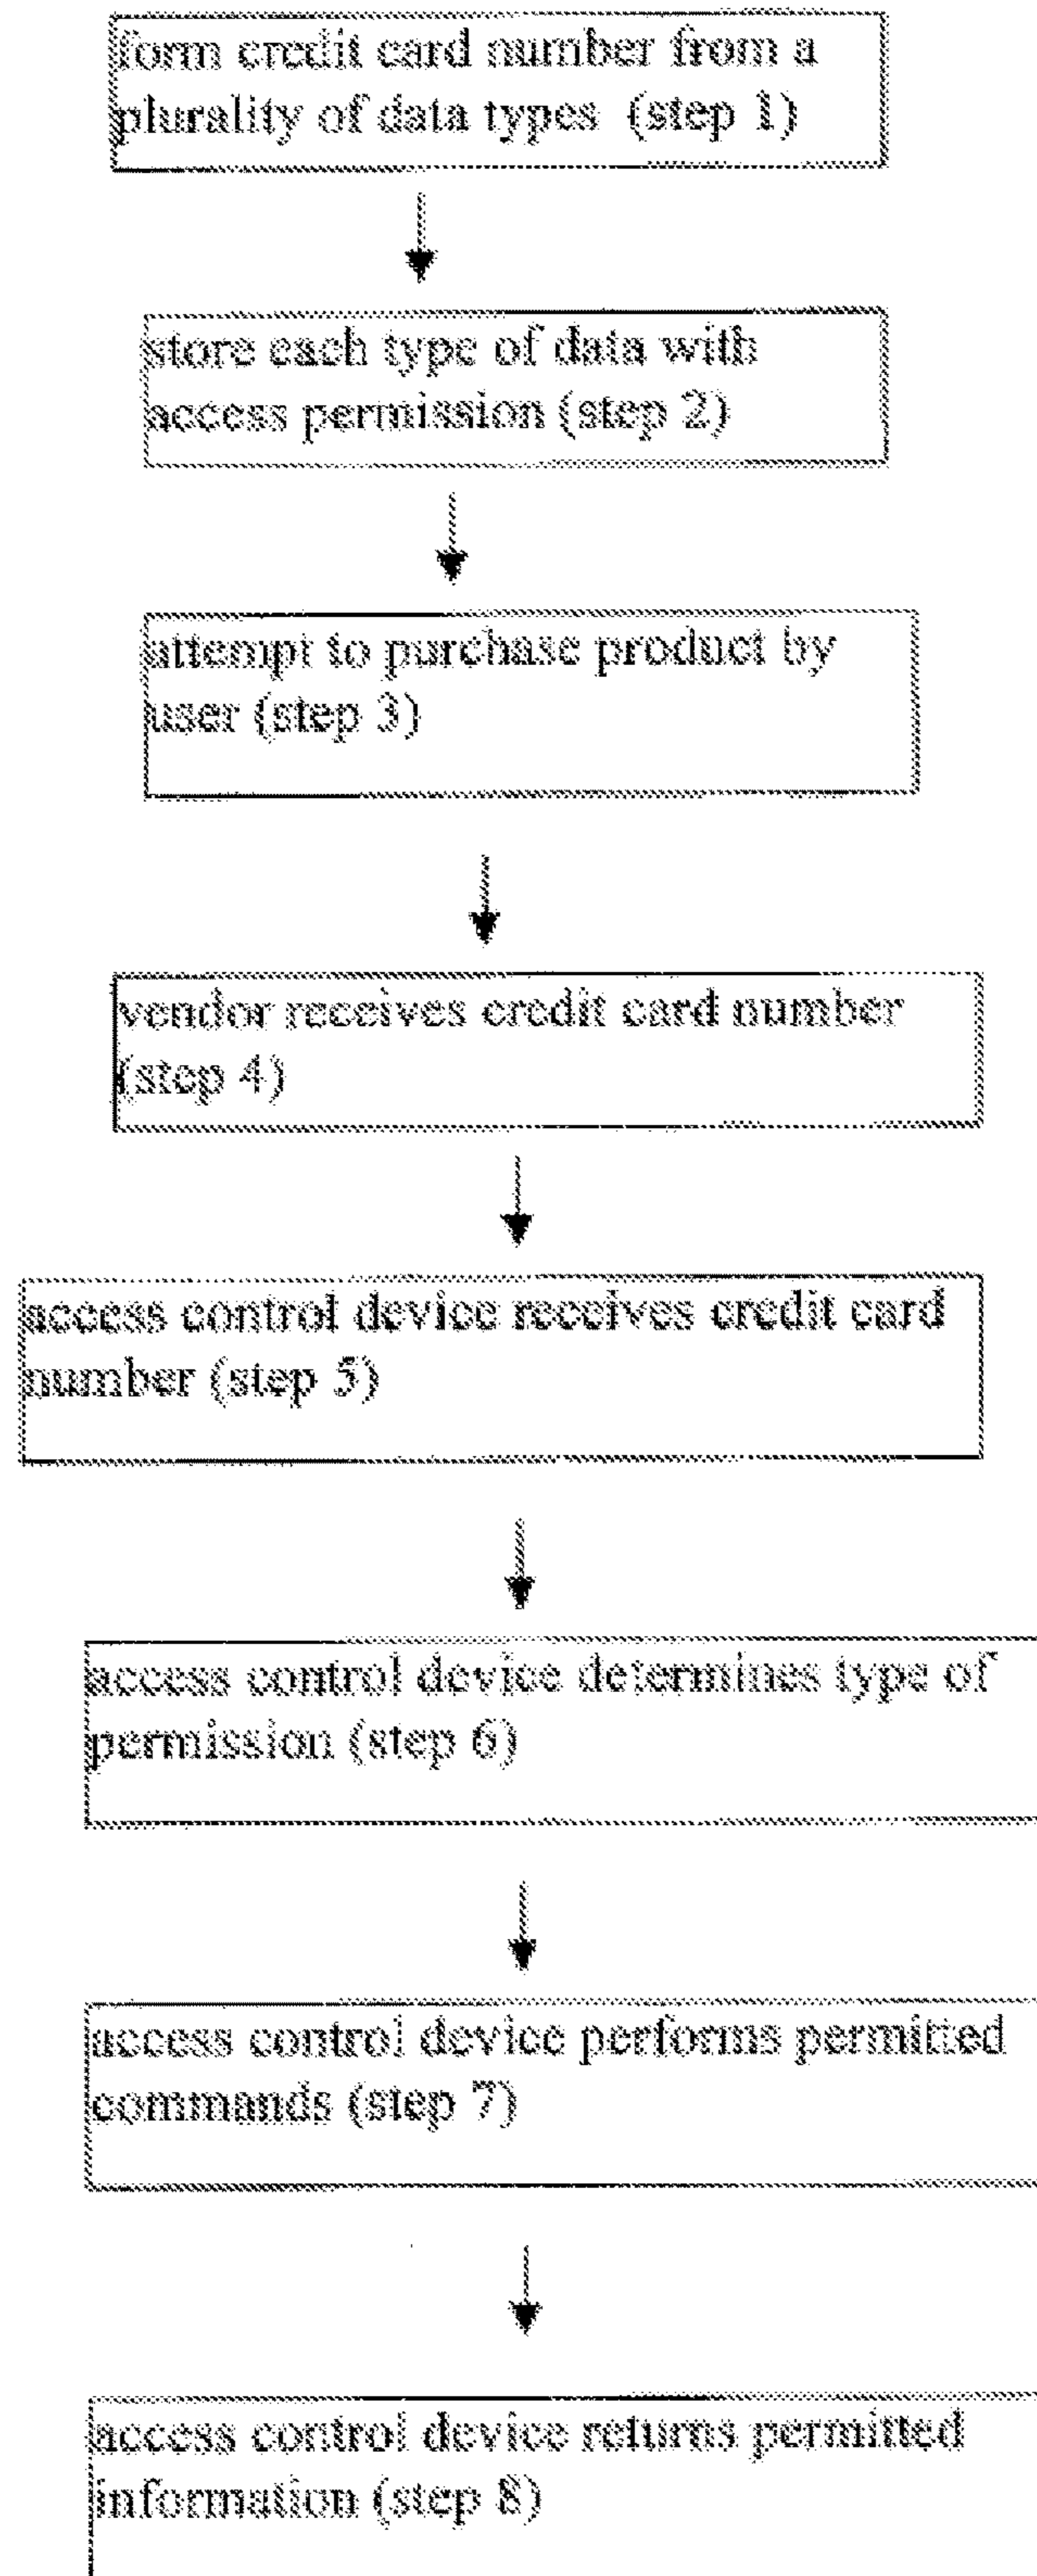 form credit card number from a
plurality of data types (step 1)
store each type of data with
access permission (step 2)
attempt to purchase product by
user (step 3)
vendor receives credit card number
(step 4)
access control device receives credit card
number (step 5)
access control device determines type of
permission (step 6)
access control device performs permitted
commands (step 7)
access control device returns permitted
information (step 8)